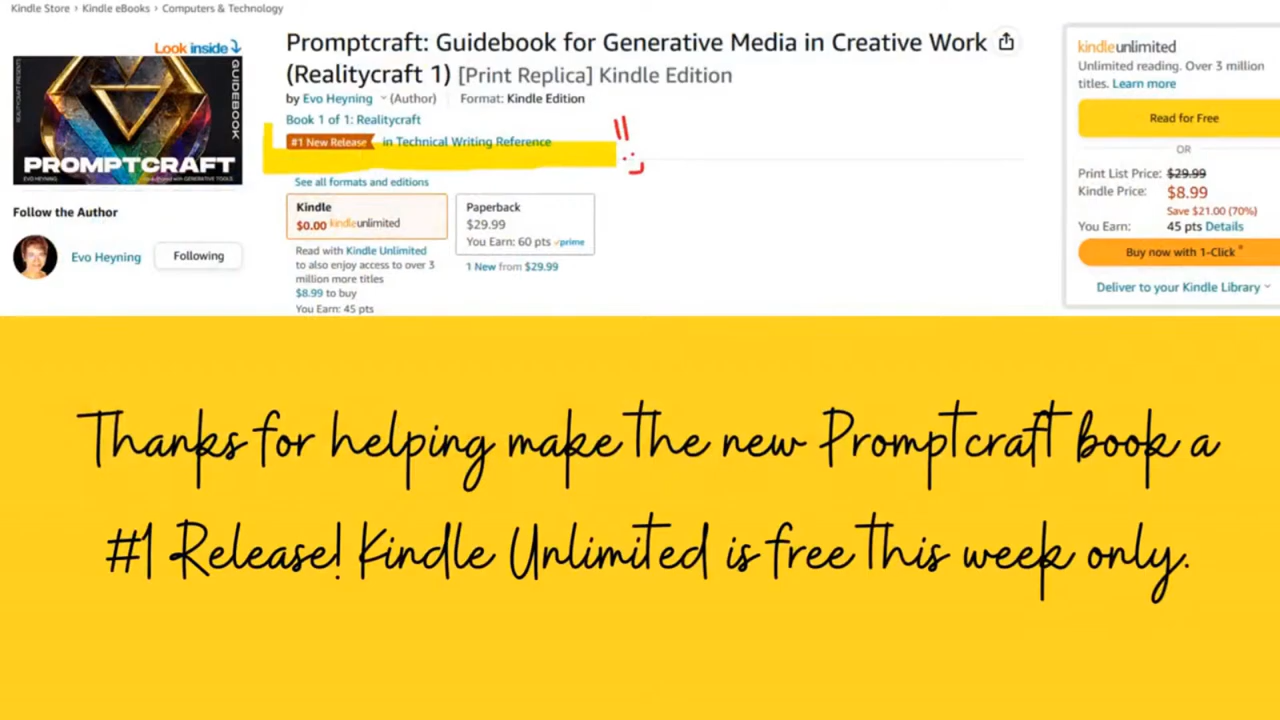 Kindle Store › Kindle eBooks › Computers & Technology
Look inside
GUIDEBOOK
REALITYCRAFT PRESENTS
PROMPTCRAFT
EVO HEYNING
GENERATIVE TOOLS
Follow the Author
Evo Heyning
Following
Promptcraft: Guidebook for Generative Media in Creative Work
(Realitycraft 1) [Print Replica] Kindle Edition
by Evo Heyning (Author) Format: Kindle Edition
Book 1 of 1: Realitycraft
#1 New Release in Technical Writing Reference
See all formats and editions
Kindle
$0.00 kindleunlimited
Read with Kindle Unlimited
to also enjoy access to over 3
million more titles
$8.99 to buy
You Earn: 45 pts
Paperback
$29.99
You Earn: 60 pts prime
1 New from $29.99
kindleunlimited
Unlimited reading. Over 3 million
titles. Learn more
Read for Free
OR
Print List Price: $29.99
Kindle Price: $8.99
Save $21.00 (70%)
You Earn: 45 pts Details
Buy now with 1-Click ®
Deliver to your Kindle Library
Thanks for helping make the new Promptcraft book a
#1 Release! Kindle Unlimited is free this week only.